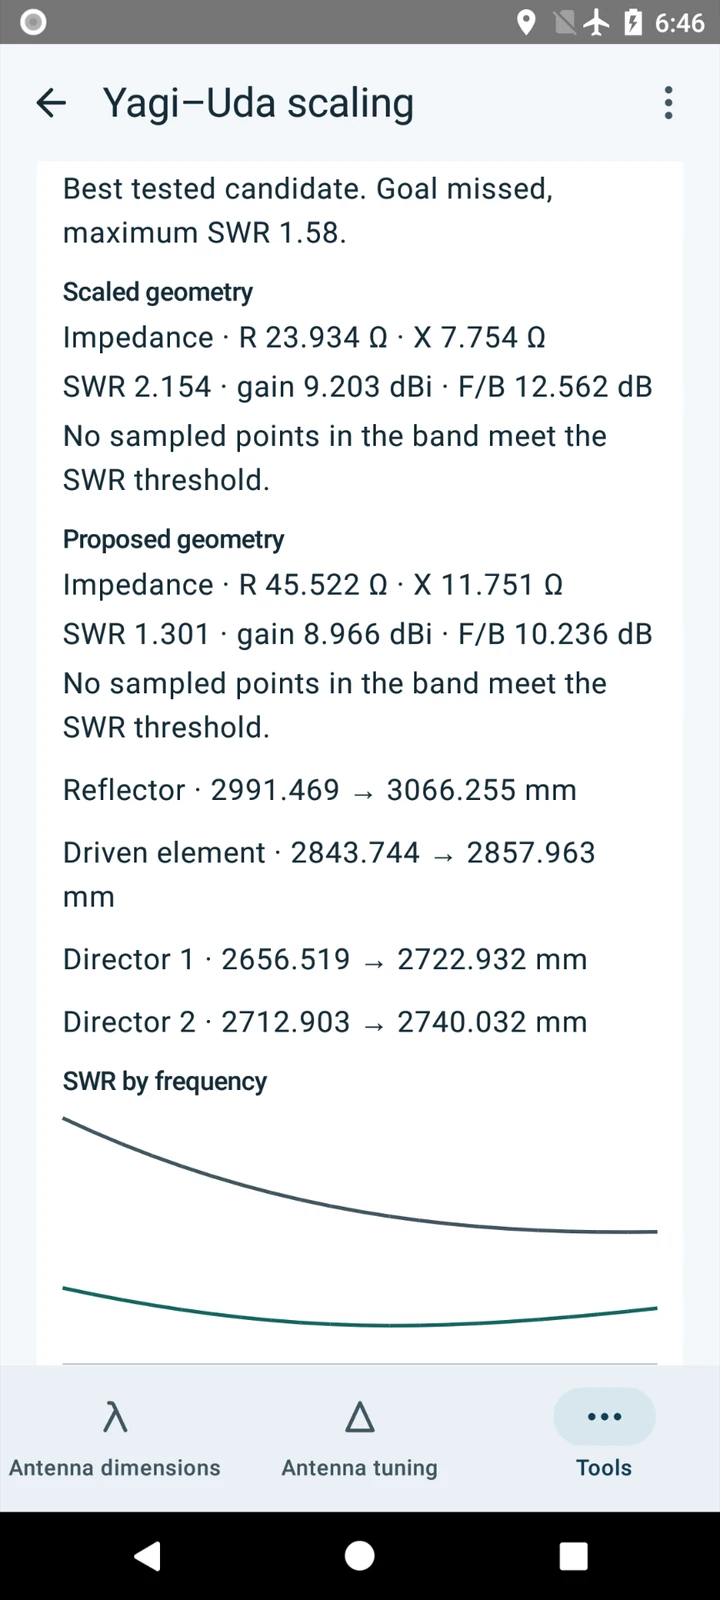 6:46
Yagi–Uda scaling
Best tested candidate. Goal missed,
maximum SWR 1.58.
Scaled geometry
Impedance · R 23.934 Ω · X 7.754 Ω
SWR 2.154 · gain 9.203 dBi · F/B 12.562 dB
No sampled points in the band meet the
SWR threshold.
Proposed geometry
Impedance · R 45.522 Ω · X 11.751 Ω
SWR 1.301 · gain 8.966 dBi · F/B 10.236 dB
No sampled points in the band meet the
SWR threshold.
Reflector · 2991.469 → 3066.255 mm
Driven element · 2843.744 → 2857.963
mm
Director 1 · 2656.519 → 2722.932 mm
Director 2 · 2712.903 → 2740.032 mm
SWR by frequency
Antenna dimensions
Antenna tuning
Tools